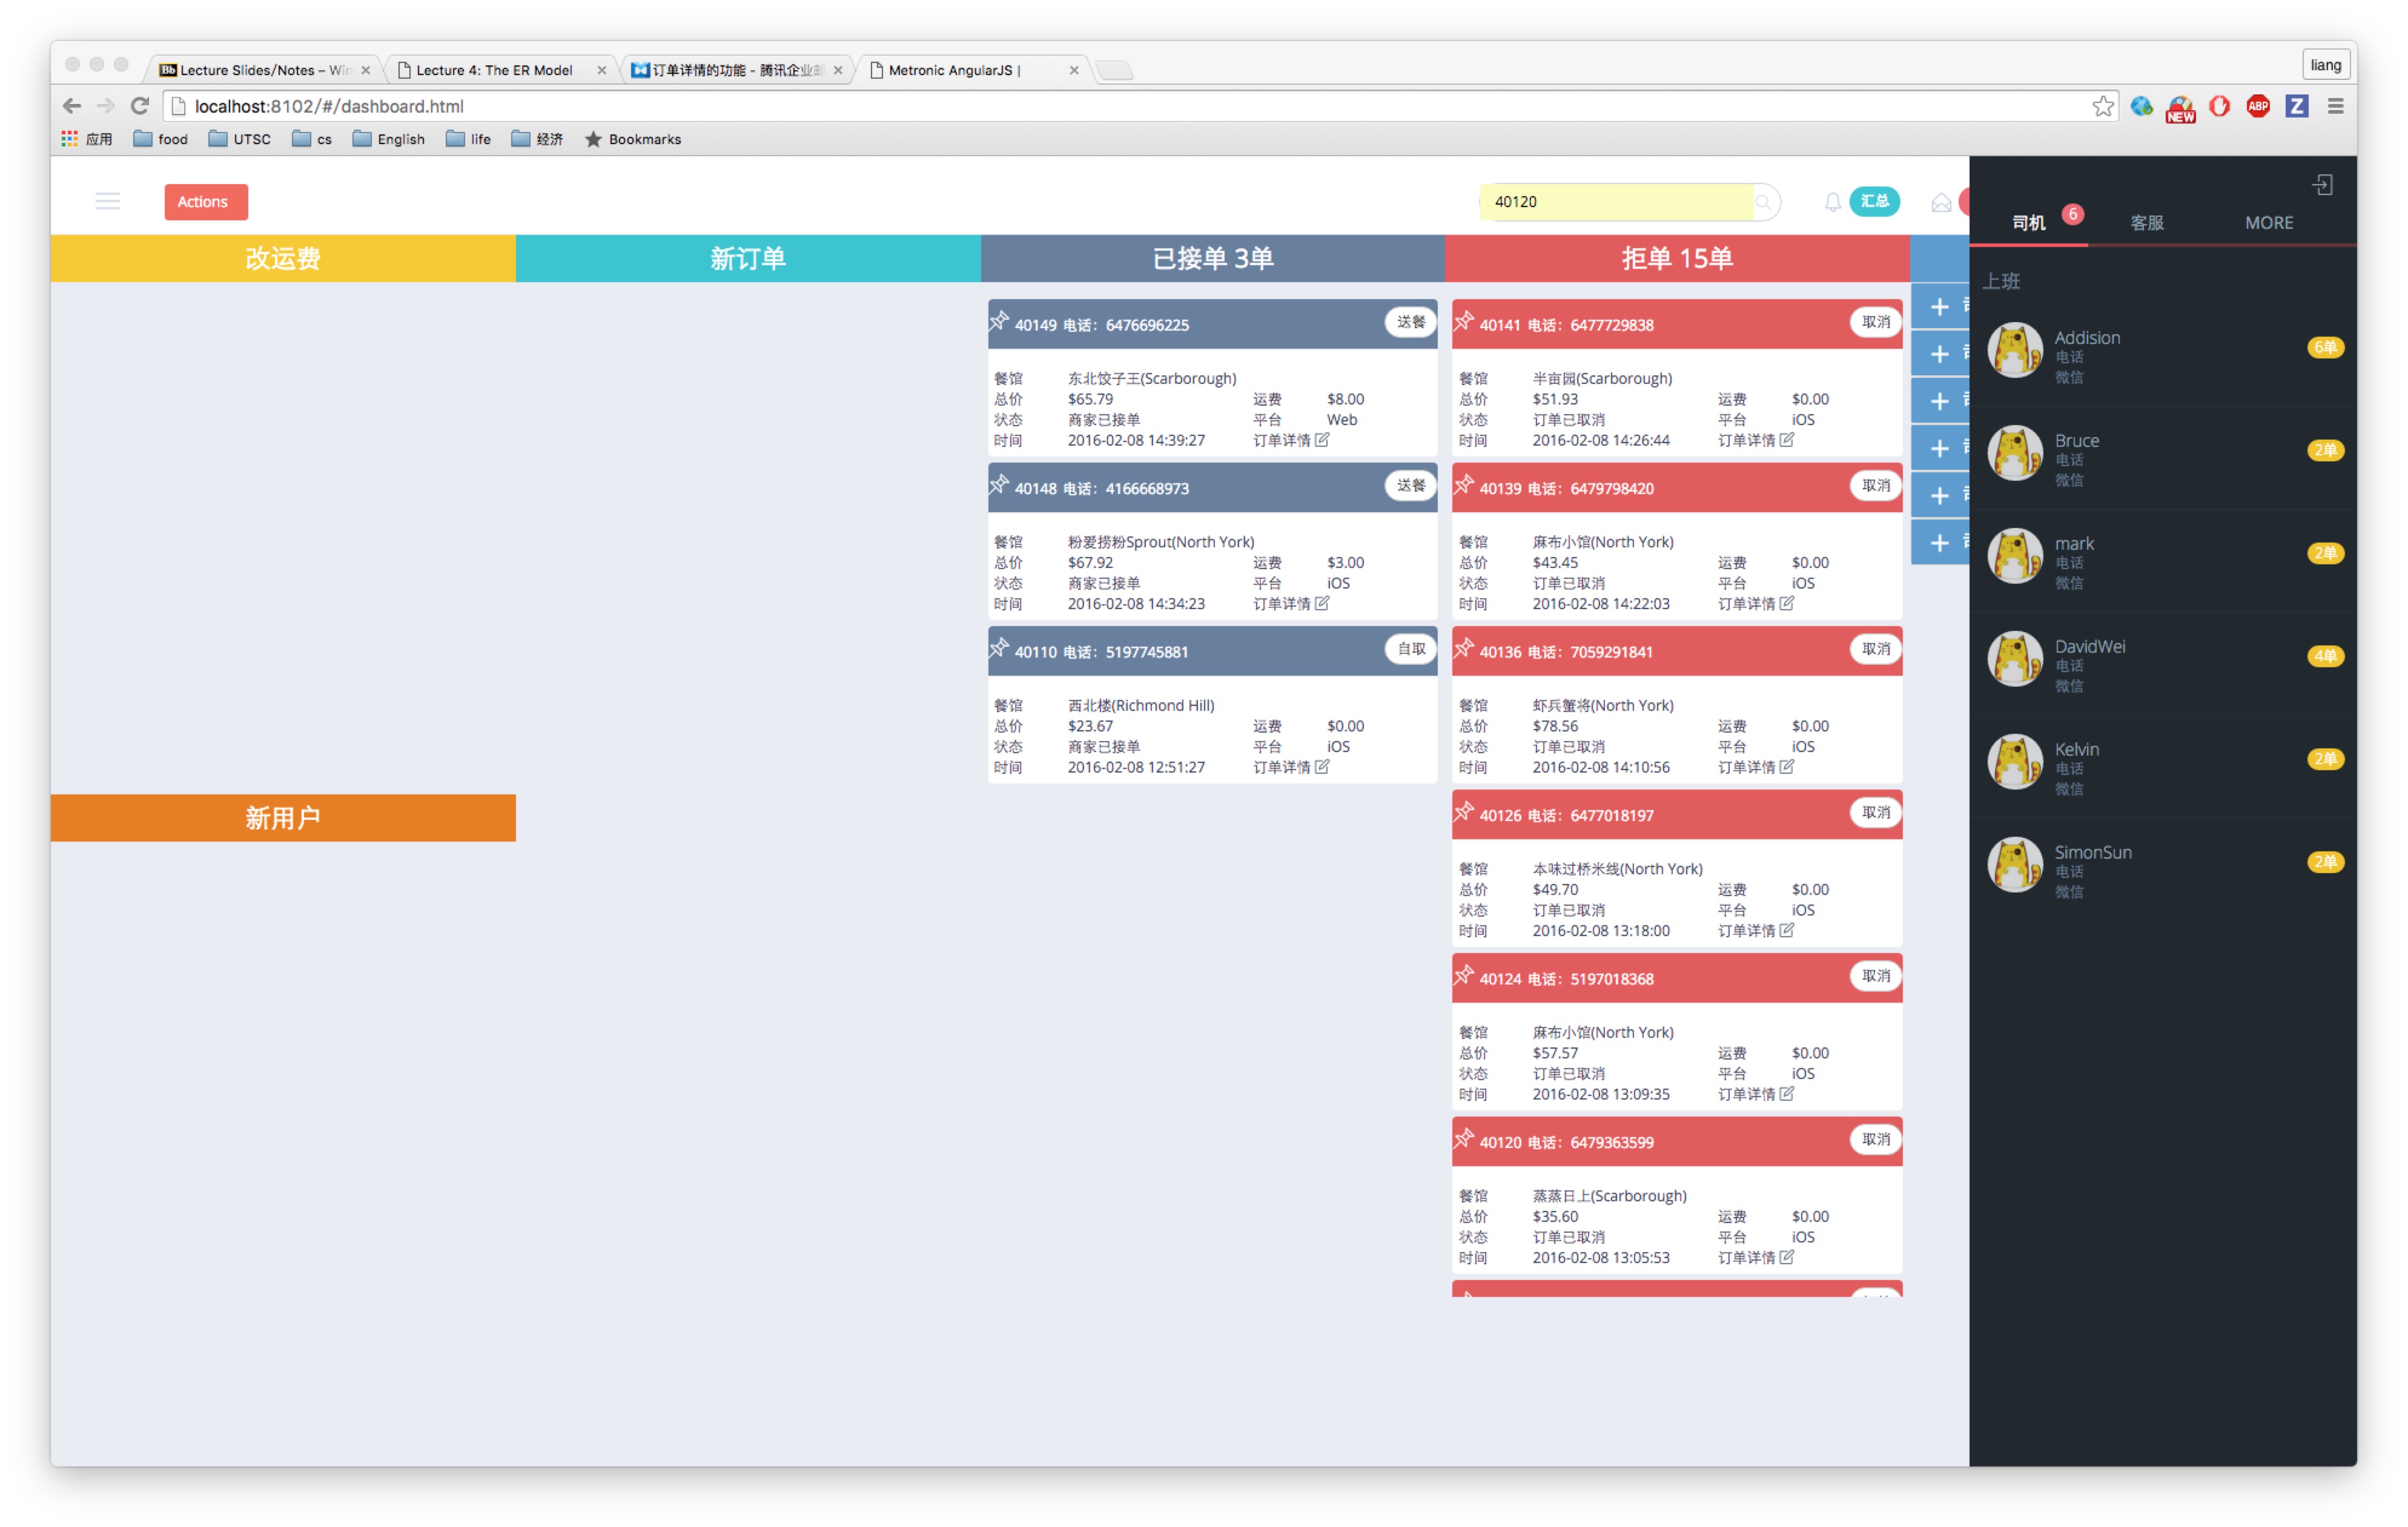 Lecture Slides/Notes – Win
Lecture 4: The ER Model
订单详情的功能 - 腾讯企业邮
Metronic AngularJS |
liang
localhost:8102/#/dashboard.html
NEW
ABP
Z
应用
food
UTSC
cs
English
life
经济
Bookmarks
Actions
40120
汇总
司机 6
客服
MORE
改运费
新订单
已接单 3单
拒单 15单
新用户
40149 电话: 6476696225 送餐
餐馆 东北饺子王(Scarborough)
总价 $65.79 运费 $8.00
状态 商家已接单 平台 Web
时间 2016-02-08 14:39:27 订单详情
40148 电话: 4166668973 送餐
餐馆 粉爱捞粉Sprout(North York)
总价 $67.92 运费 $3.00
状态 商家已接单 平台 iOS
时间 2016-02-08 14:34:23 订单详情
40110 电话: 5197745881 自取
餐馆 西北楼(Richmond Hill)
总价 $23.67 运费 $0.00
状态 商家已接单 平台 iOS
时间 2016-02-08 12:51:27 订单详情
40141 电话: 6477729838 取消
餐馆 半亩园(Scarborough)
总价 $51.93 运费 $0.00
状态 订单已取消 平台 iOS
时间 2016-02-08 14:26:44 订单详情
40139 电话: 6479798420 取消
餐馆 麻布小馆(North York)
总价 $43.45 运费 $0.00
状态 订单已取消 平台 iOS
时间 2016-02-08 14:22:03 订单详情
40136 电话: 7059291841 取消
餐馆 虾兵蟹将(North York)
总价 $78.56 运费 $0.00
状态 订单已取消 平台 iOS
时间 2016-02-08 14:10:56 订单详情
40126 电话: 6477018197 取消
餐馆 本味过桥米线(North York)
总价 $49.70 运费 $0.00
状态 订单已取消 平台 iOS
时间 2016-02-08 13:18:00 订单详情
40124 电话: 5197018368 取消
餐馆 麻布小馆(North York)
总价 $57.57 运费 $0.00
状态 订单已取消 平台 iOS
时间 2016-02-08 13:09:35 订单详情
40120 电话: 6479363599 取消
餐馆 蒸蒸日上(Scarborough)
总价 $35.60 运费 $0.00
状态 订单已取消 平台 iOS
时间 2016-02-08 13:05:53 订单详情
上班
Addision 6单
电话
微信
Bruce 2单
电话
微信
mark 2单
电话
微信
DavidWei 4单
电话
微信
Kelvin 2单
电话
微信
SimonSun 2单
电话
微信